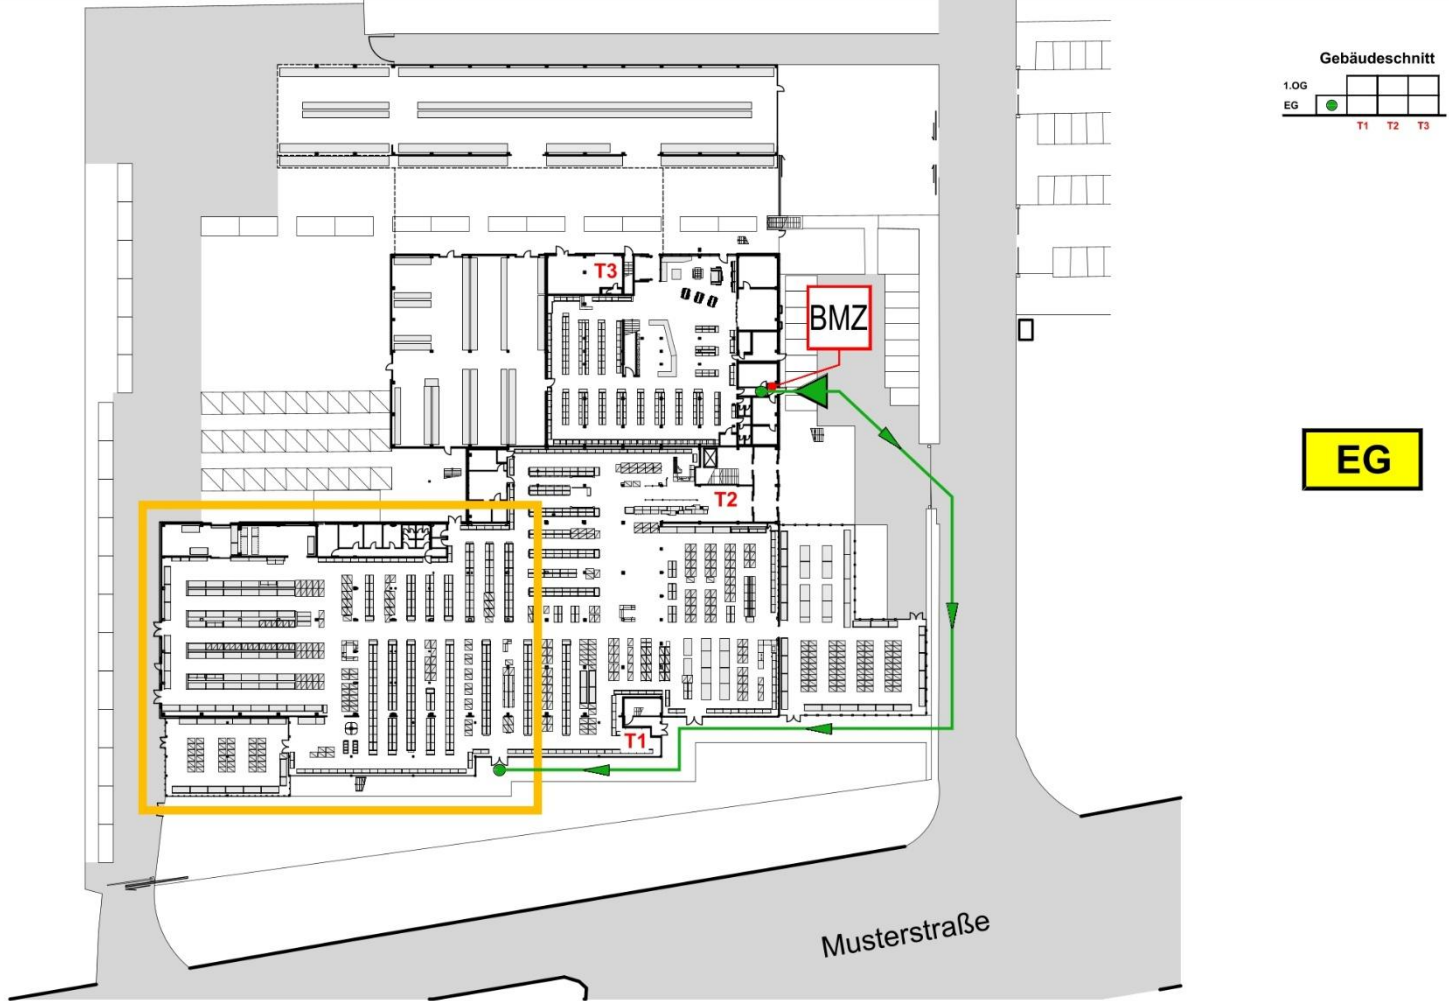 Gebäudeschnitt
1.OG
EG
T1 T2 T3
T3
BMZ
EG
T2
T1
Musterstraße